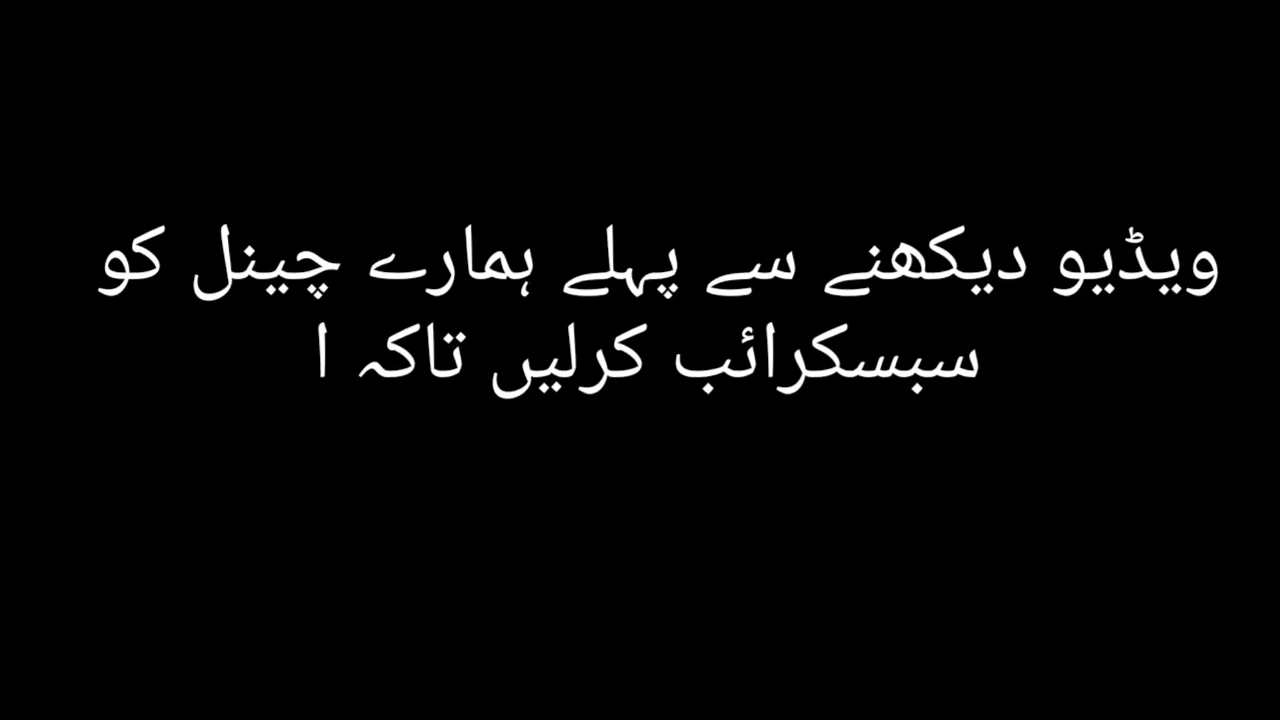 ویڈیو دیکھنے سے پہلے ہمارے چینل کو
سبسکرائب کرلیں تاکہ ا